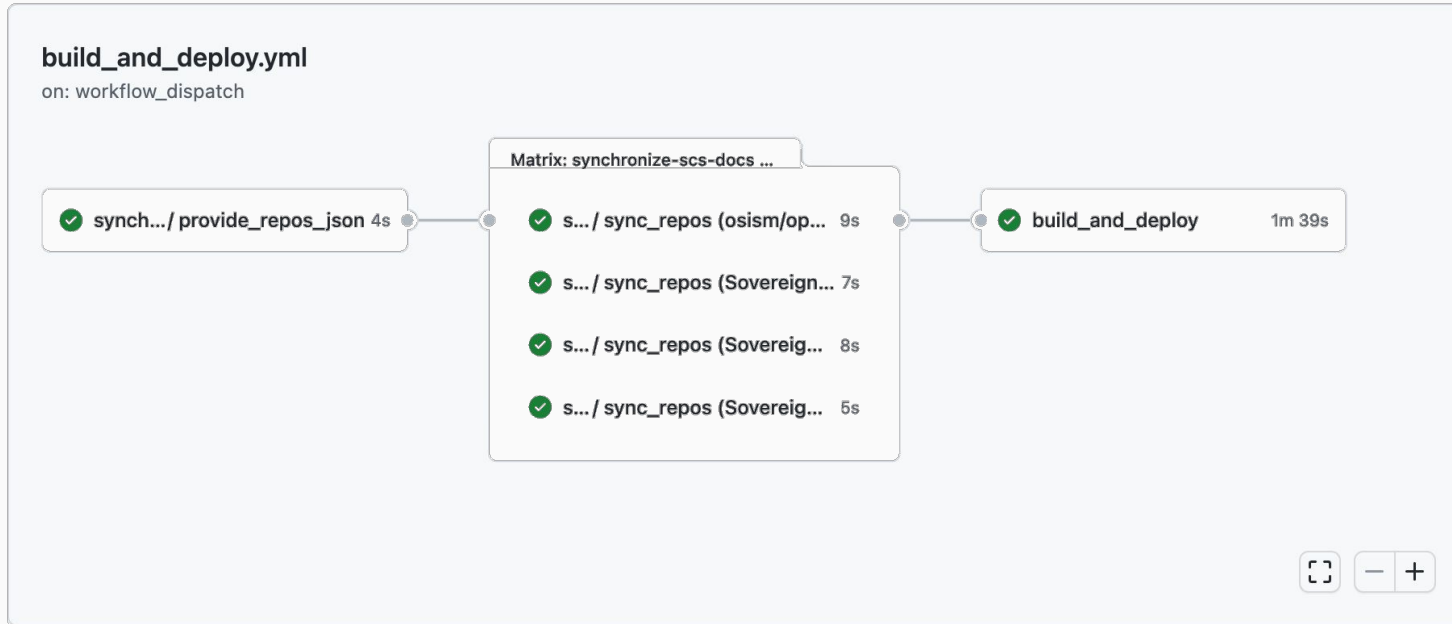 build_and_deploy.yml
on: workflow_dispatch
Matrix: synchronize-scs-docs ...
synch.../ provide_repos_json 4s
s.../ sync_repos (osism/op... 9s
build_and_deploy 1m 39s
s.../ sync_repos (Sovereign... 7s
s.../ sync_repos (Sovereig... 8s
s.../ sync_repos (Sovereig... 5s